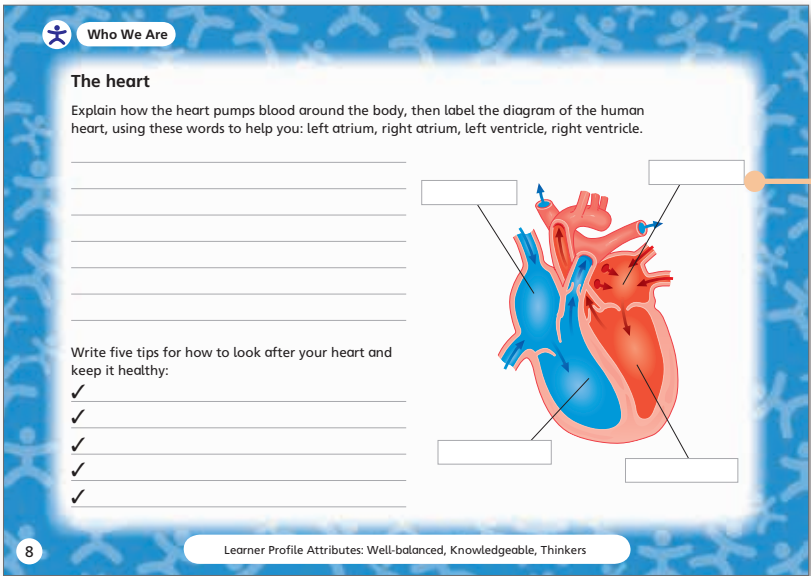 Who We Are
The heart
Explain how the heart pumps blood around the body, then label the diagram of the human
heart, using these words to help you: left atrium, right atrium, left ventricle, right ventricle.
Write five tips for how to look after your heart and
keep it healthy:
✓
✓
✓
✓
✓
8
Learner Profile Attributes: Well-balanced, Knowledgeable, Thinkers